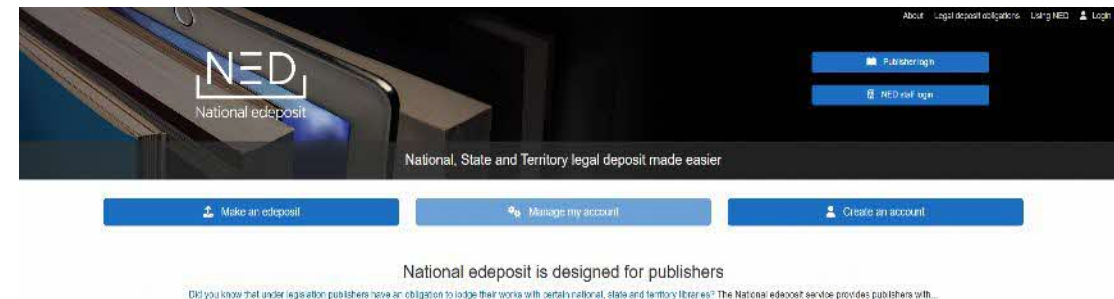 About Legal deposit obligations Using NED Login
Publisher login
NED staff login
NED
National edeposit
National, State and Territory legal deposit made easier
Make an edeposit Manage my account Create an account
National edeposit is designed for publishers
Did you know that under legislation publishers have an obligation to lodge their works with certain national, state and territory libraries? The National edeposit service provides publishers with...